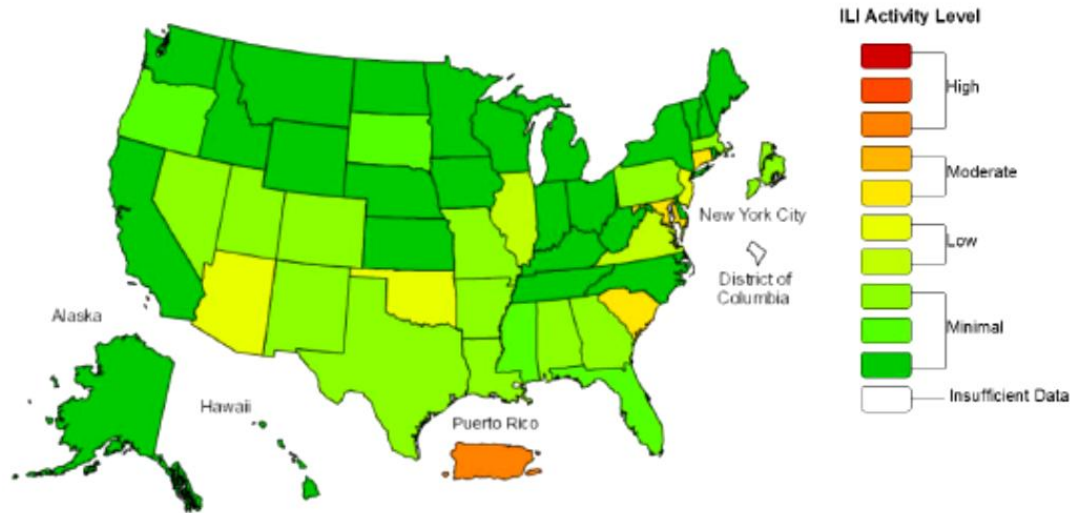 ILI Activity Level
High
Moderate
Low
Minimal
Insufficient Data
New York City
District of
Columbia
Alaska
Hawaii
Puerto Rico